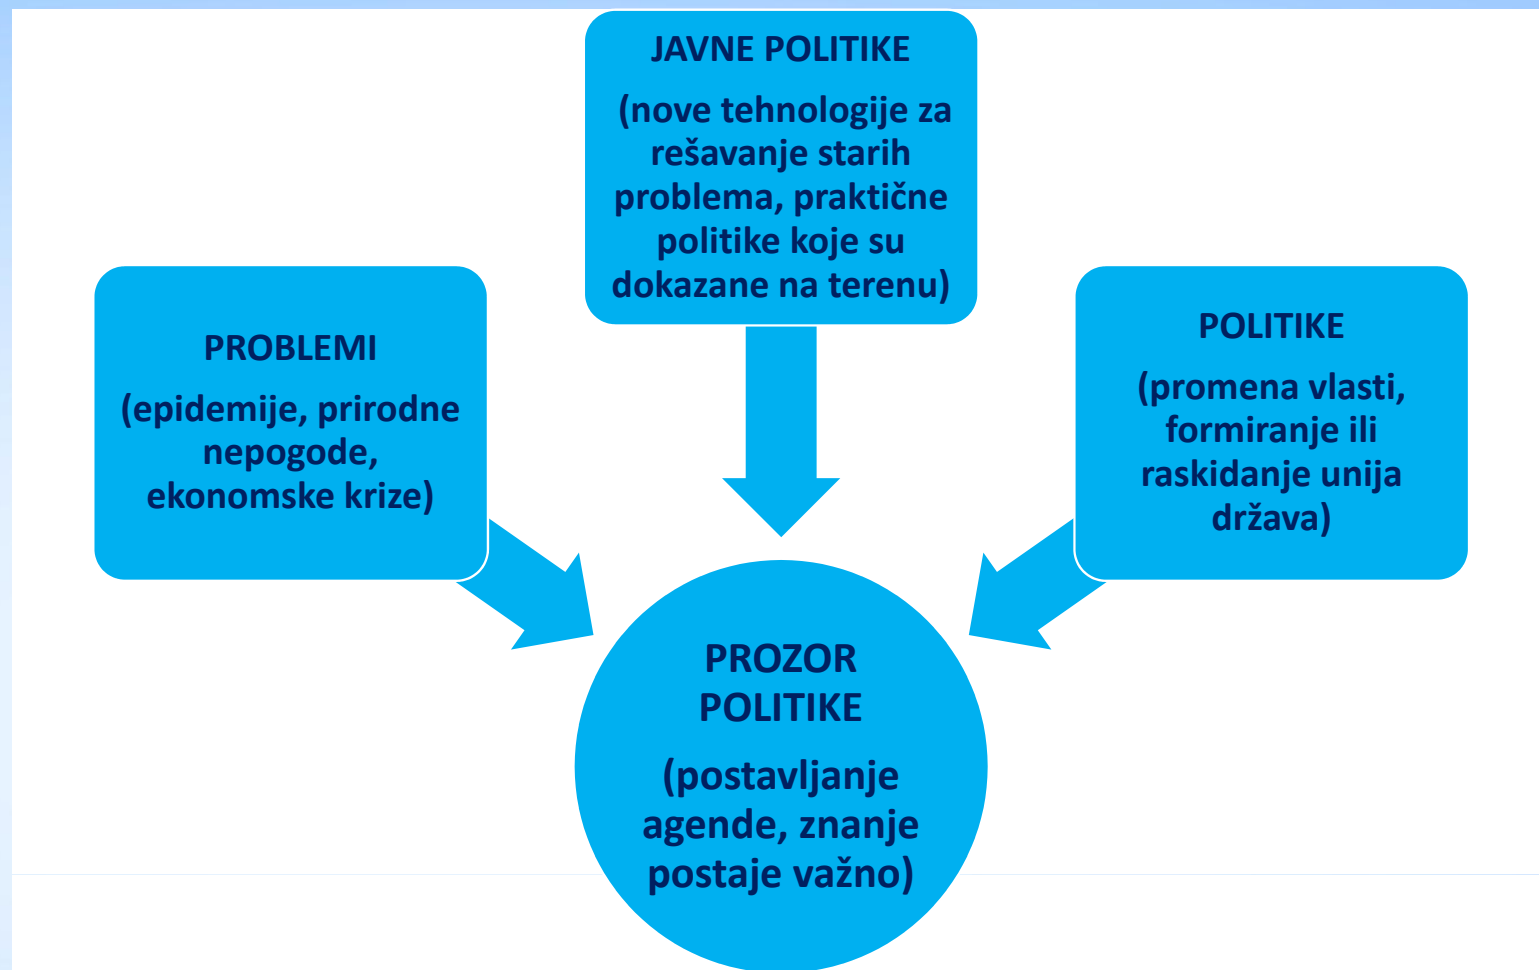 JAVNE POLITIKE
(nove tehnologije za
rešavanje starih
problema, praktične
politike koje su
dokazane na terenu)
PROBLEMI
(epidemije, prirodne
nepogode,
ekonomske krize)
POLITIKE
(promena vlasti,
formiranje ili
raskidanje unija
država)
PROZOR
POLITIKE
(postavljanje
agende, znanje
postaje važno)